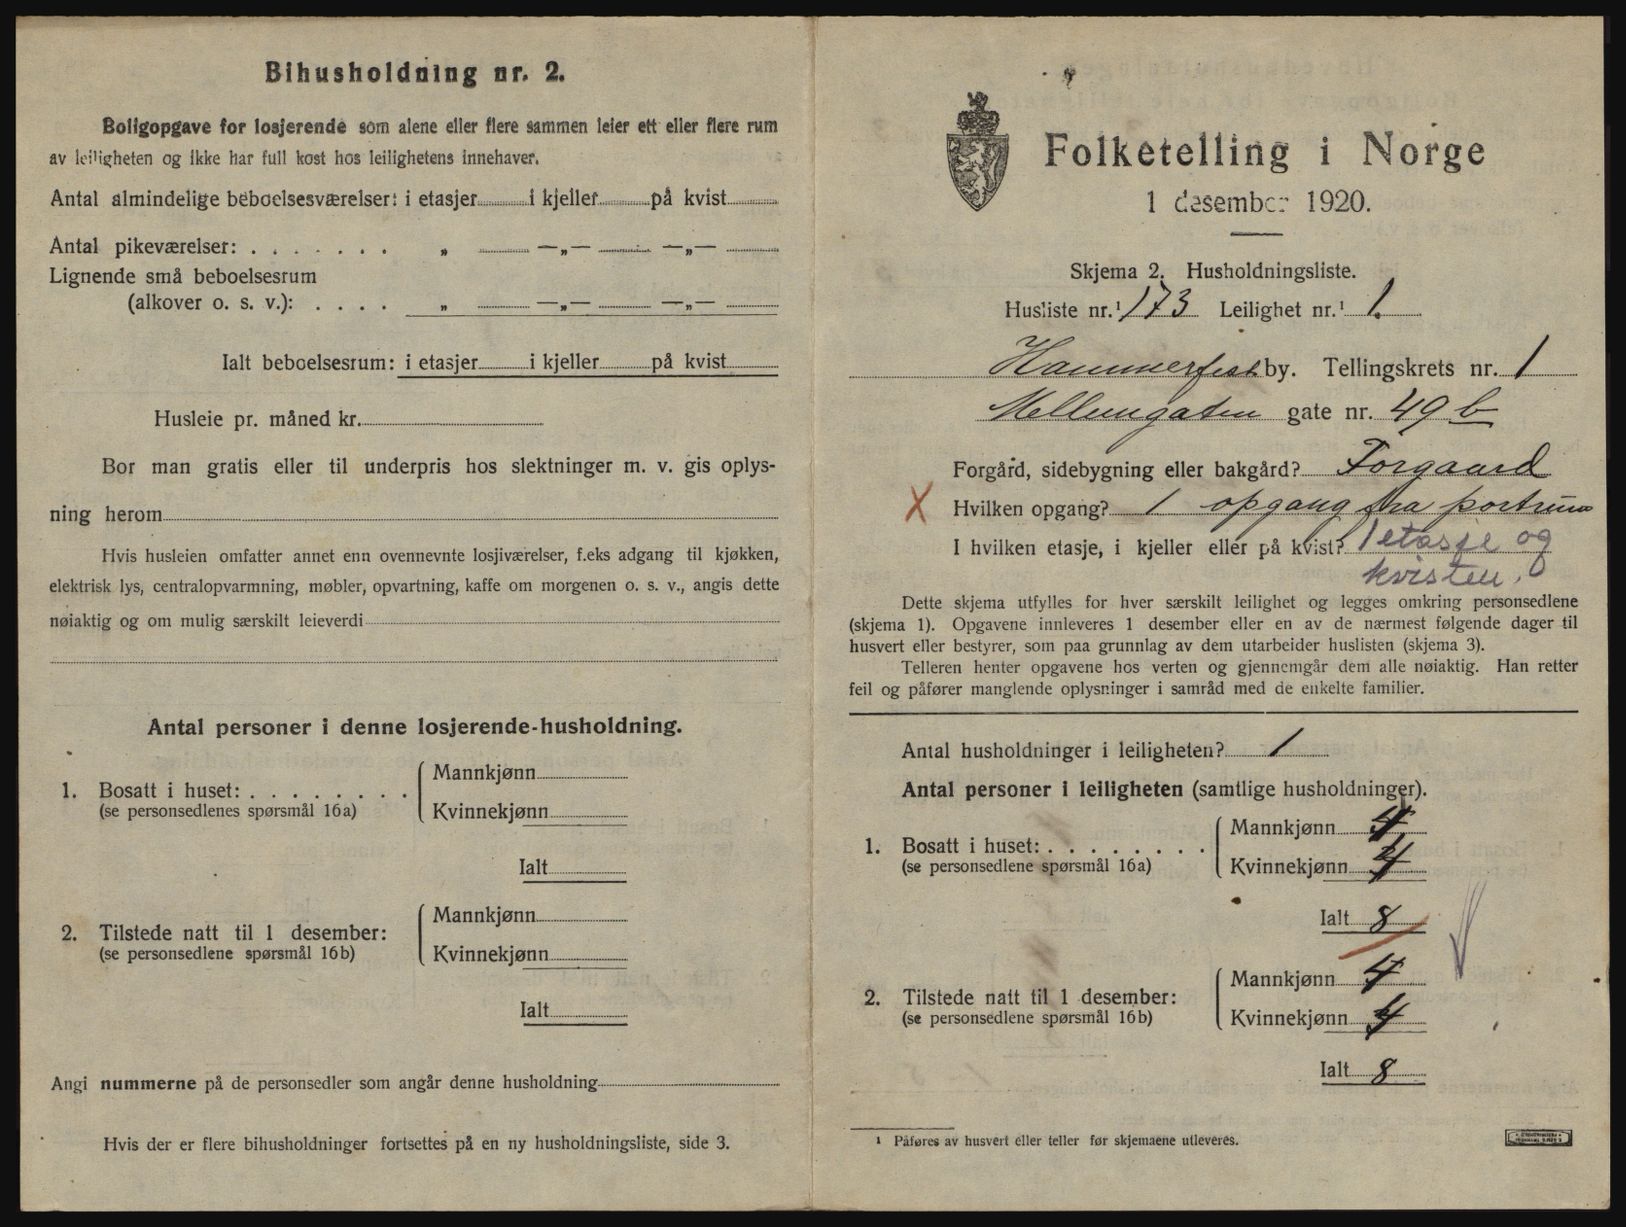 Bihusholdning nr. 2.
Boligopgave for losjerende som alene eller flere sammen leier ett eller flere rum
av leiligheten og ikke har full kost hos leilighetens innehaver.
Antal almindelige beboelsesværelser: i etasjer i kjeller på kvist
Antal pikeværelser: . . . . . . . „ —„— —„—
Lignende små beboelsesrum
(alkover o. s. v.): . . . . „ —„— —„—
Ialt beboelsesrum: i etasjer i kjeller på kvist
Husleie pr. måned kr.
Bor man gratis eller til underpris hos slektninger m. v. gis oplys-
ning herom
Hvis husleien omfatter annet enn ovennevnte losjiværelser, f.eks adgang til kjøkken,
elektrisk lys, centralopvarmning, møbler, opvartning, kaffe om morgenen o. s. v., angis dette
nøiaktig og om mulig særskilt leieverdi
Antal personer i denne losjerende-husholdning.
1. Bosatt i huset: . . . . . . . . Mannkjønn
(se personsedlenes spørsmål 16a) Kvinnekjønn
Ialt
2. Tilstede natt til 1 desember: Mannkjønn
(se personsedlene spørsmål 16b) Kvinnekjønn
Ialt
Angi nummerne på de personsedler som angår denne husholdning
Hvis der er flere bihusholdninger fortsettes på en ny husholdningsliste, side 3.
Folketelling i Norge
1 desember 1920.
Skjema 2. Husholdningsliste.
Husliste nr.¹ 173 Leilighet nr.¹ 1.
Hammerfest by. Tellingskrets nr. 1
Mellemgaten gate nr. 49 b
Forgård, sidebygning eller bakgård? Forgaard
X Hvilken opgang? 1 opgang fra portrum
I hvilken etasje, i kjeller eller på kvist? 1 etasje og
kvisten.
Dette skjema utfylles for hver særskilt leilighet og legges omkring personsedlene
(skjema 1). Opgavene innleveres 1 desember eller en av de nærmest følgende dager til
husvert eller bestyrer, som paa grunnlag av dem utarbeider huslisten (skjema 3).
Telleren henter opgavene hos verten og gjennemgår dem alle nøiaktig. Han retter
feil og påfører manglende oplysninger i samråd med de enkelte familier.
Antal husholdninger i leiligheten? 1
Antal personer i leiligheten (samtlige husholdninger).
1. Bosatt i huset: . . . . . . . . Mannkjønn 4
(se personsedlene spørsmål 16a) Kvinnekjønn 4
Ialt 8
2. Tilstede natt til 1 desember: Mannkjønn 4
(se personsedlene spørsmål 16b) Kvinnekjønn 4
Ialt 8
¹ Påføres av husvert eller teller før skjemaene utleveres.